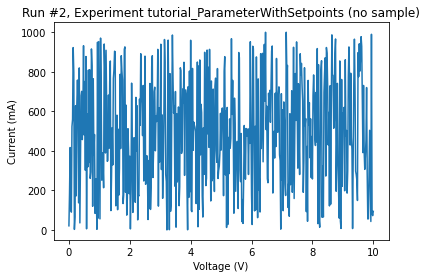 Run #2, Experiment tutorial_ParameterWithSetpoints (no sample)
1000
800
600
400
200
0
Current (mA)
0 2 4 6 8 10
Voltage (V)